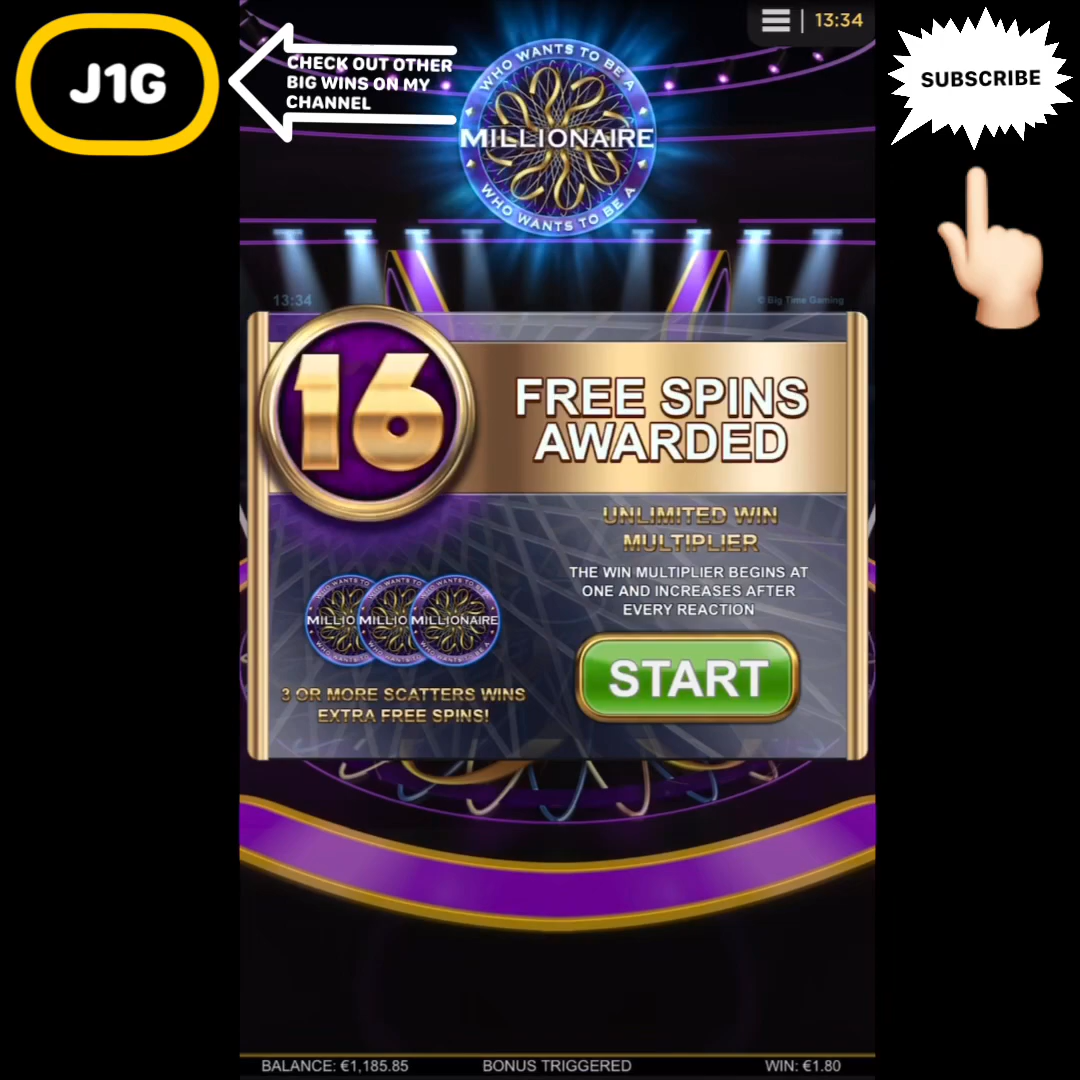 J1G
CHECK OUT OTHER
BIG WINS ON MY
CHANNEL
13:34
SUBSCRIBE
WHO WANTS TO BE A
MILLIONAIRE
WHO WANTS TO BE A
13:34
© Big Time Gaming
16
FREE SPINS
AWARDED
UNLIMITED WIN
MULTIPLIER
THE WIN MULTIPLIER BEGINS AT
ONE AND INCREASES AFTER
EVERY REACTION
MILLIO MILLIO MILLIONAIRE
START
3 OR MORE SCATTERS WINS
EXTRA FREE SPINS!
BALANCE: €1,185.85 BONUS TRIGGERED WIN: €1.80